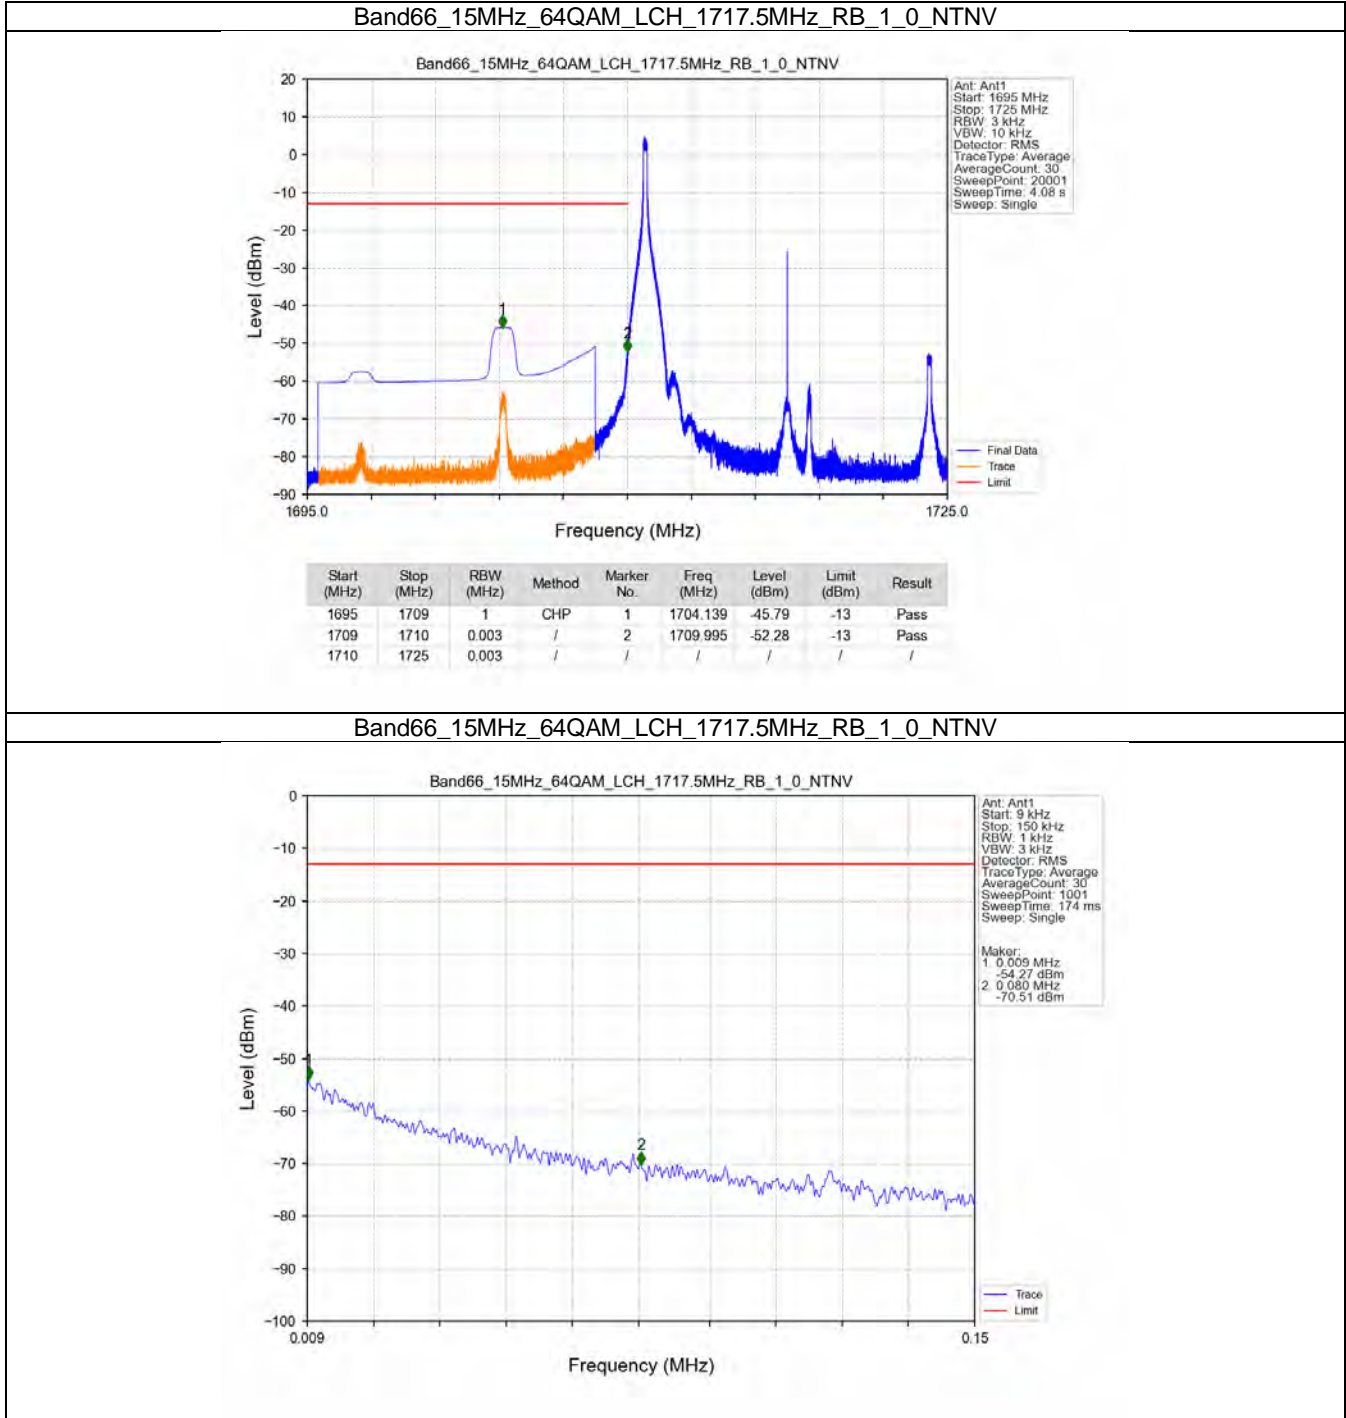 Band66_15MHz_64QAM_LCH_1717.5MHz_RB_1_0_NTNV
Band66_15MHz_64QAM_LCH_1717.5MHz_RB_1_0_NTNV
20
10
0
−10
−20
−30
−40
−50
−60
−70
−80
−90
Level (dBm)
1
2
1695.0
1725.0
Frequency (MHz)
Ant: Ant1
Start: 1695 MHz
Stop: 1725 MHz
RBW: 3 kHz
VBW: 10 kHz
Detector: RMS
TraceType: Average
AverageCount: 30
SweepPoint: 20001
SweepTime: 4.08 s
Sweep: Single
Final Data
Trace
Limit
Start (MHz) Stop (MHz) RBW (MHz) Method Marker No. Freq (MHz) Level (dBm) Limit (dBm) Result
1695 1709 1 CHP 1 1704.139 -45.79 -13 Pass
1709 1710 0.003 / 2 1709.995 -52.28 -13 Pass
1710 1725 0.003 / / / / / /
Band66_15MHz_64QAM_LCH_1717.5MHz_RB_1_0_NTNV
Band66_15MHz_64QAM_LCH_1717.5MHz_RB_1_0_NTNV
0
−10
−20
−30
−40
−50
−60
−70
−80
−90
−100
Level (dBm)
1
2
0.009
0.15
Frequency (MHz)
Ant: Ant1
Start: 9 kHz
Stop: 150 kHz
RBW: 1 kHz
VBW: 3 kHz
Detector: RMS
TraceType: Average
AverageCount: 30
SweepPoint: 1001
SweepTime: 174 ms
Sweep: Single
Maker:
1 0.009 MHz
-54.27 dBm
2 0.080 MHz
-70.51 dBm
Trace
Limit